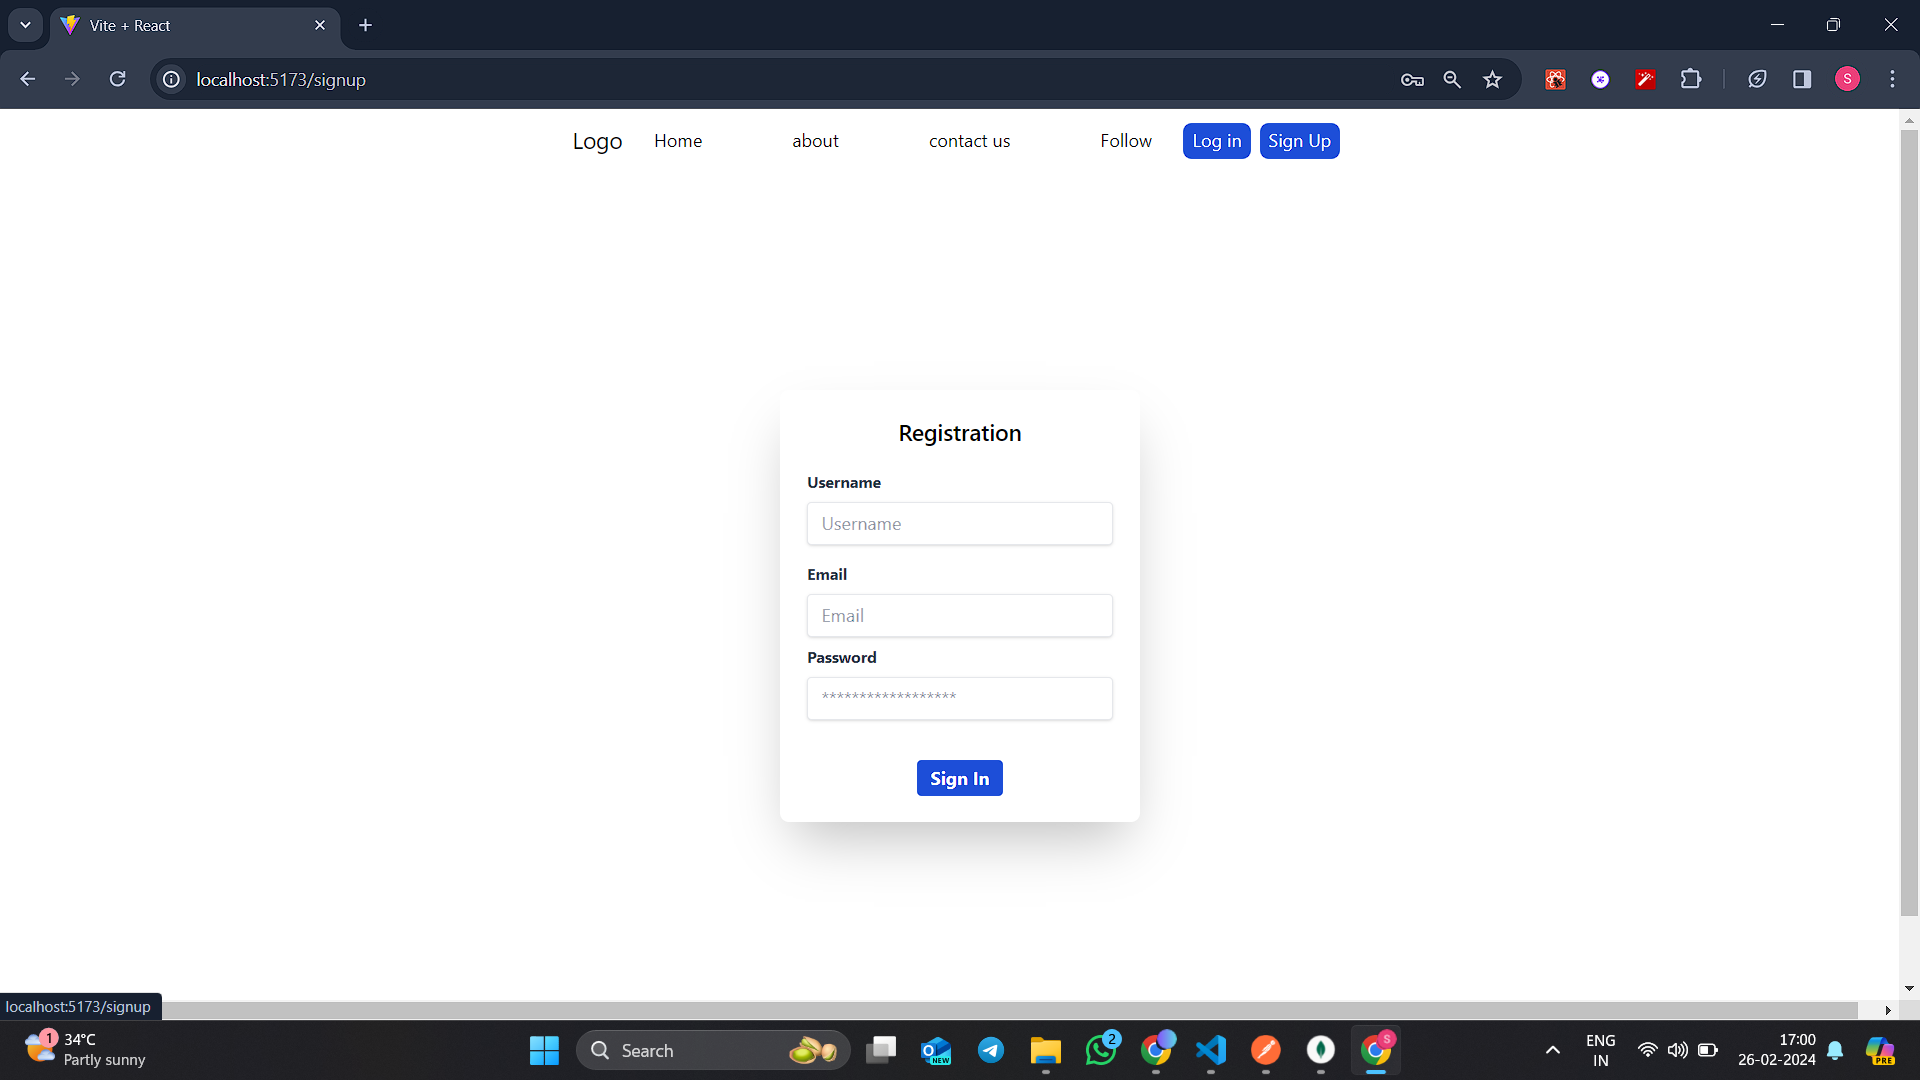 Vite + React
localhost:5173/signup
S
Logo Home about contact us Follow Log in Sign Up
Registration
Username
Username
Email
Email
Password
******************
Sign In
localhost:5173/signup
1
34°C
Partly sunny
Search
NEW
2
S
ENG
IN
17:00
26-02-2024
PRE